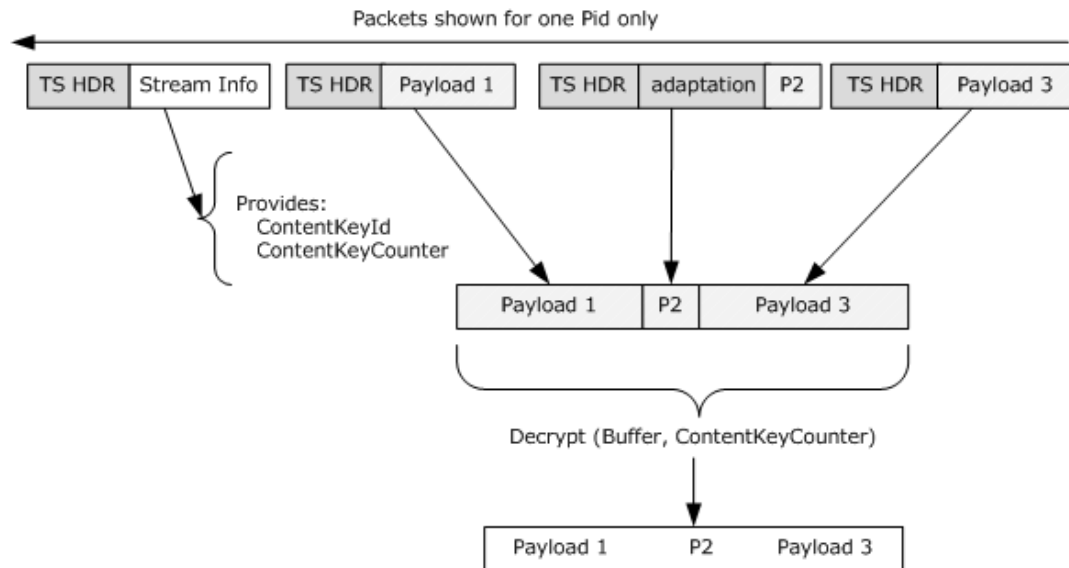 Packets shown for one Pid only
TS HDR Stream Info TS HDR Payload 1 TS HDR adaptation P2 TS HDR Payload 3
Provides:
ContentKeyId
ContentKeyCounter
Payload 1 P2 Payload 3
Decrypt (Buffer, ContentKeyCounter)
Payload 1 P2 Payload 3